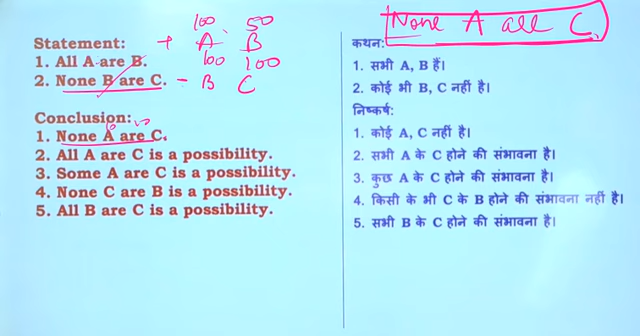 None A all C.
100 50
Statement: + A B
1. All A are B. 100 100
2. None B are C. - B C
Conclusion:
1. None A are C.
2. All A are C is a possibility.
3. Some A are C is a possibility.
4. None C are B is a possibility.
5. All B are C is a possibility.
कथन:
1. सभी A, B हैं।
2. कोई भी B, C नहीं है।
निष्कर्ष:
1. कोई A, C नहीं है।
2. सभी A के C होने की संभावना है।
3. कुछ A के C होने की संभावना है।
4. किसी के भी C के B होने की संभावना नहीं है।
5. सभी B के C होने की संभावना है।